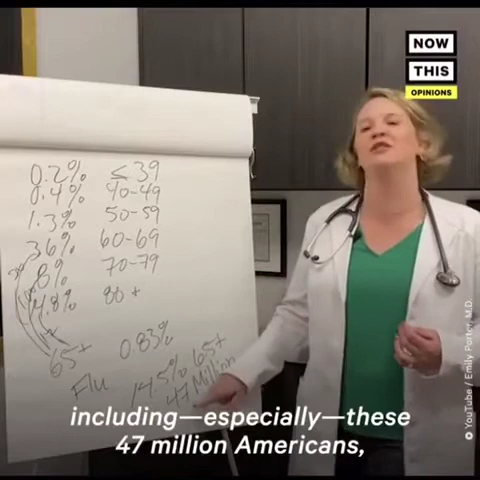 NOW
THIS
OPINIONS
0.2% ≤39
0.4% 40-49
1.3% 50-59
3.6% 60-69
8% 70-79
14.8% 80+
65+ 0.83%
Flu 14.5% 65+
47 Million
including—especially—these
47 million Americans,
© YouTube / Emily Porter, M.D.